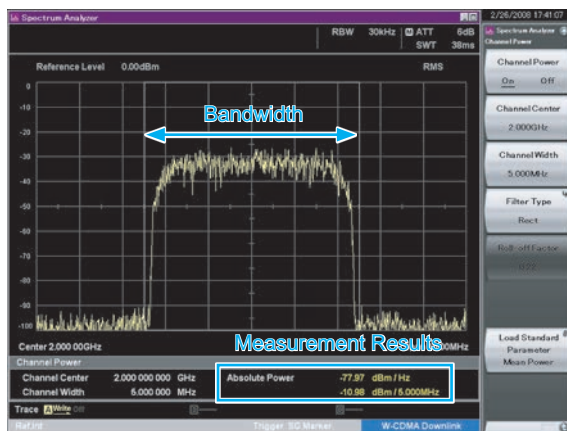 Spectrum Analyzer
2/26/2008 17:41:07
RBW 30kHz ATT 6dB
SWT 38ms
Spectrum Analyzer
Channel Power
Reference Level 0.00dBm RMS
Channel Power
On Off
0
-10
-20
-30
-40
-50
-60
-70
-80
-90
-100
Bandwidth
Channel Center
2.000GHz
Channel Width
5.000MHz
Filter Type
Rect
Roll-off Factor
0.22
Load Standard
Parameter
Mean Power
Measurement Results
Center 2.000 00GHz
Channel Power
Channel Center 2.000 000 000 GHz Absolute Power -77.97 dBm/Hz
Channel Width 5.000 000 MHz -10.98 dBm/5.000MHz
Trace A Write Off
Ref.Int Trigger SG Marker W-CDMA Downlink